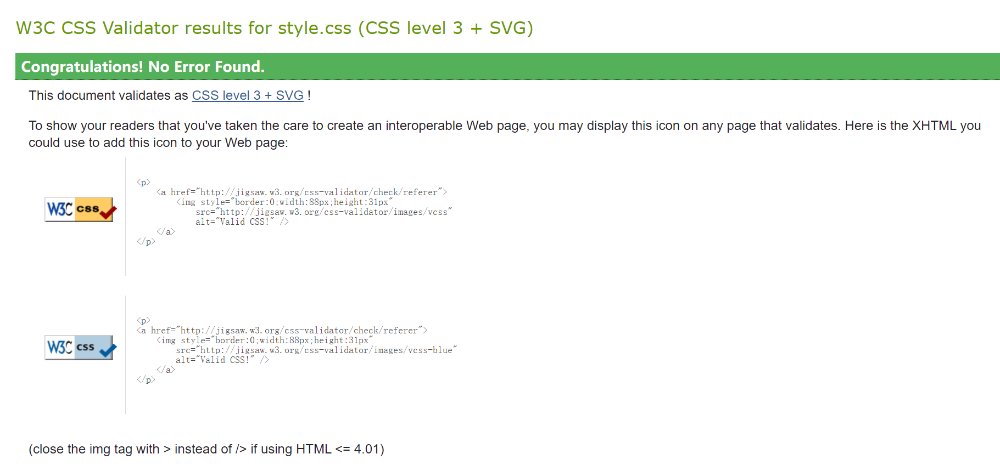 W3C CSS Validator results for style.css (CSS level 3 + SVG)
Congratulations! No Error Found.
This document validates as CSS level 3 + SVG !
To show your readers that you've taken the care to create an interoperable Web page, you may display this icon on any page that validates. Here is the XHTML you
could use to add this icon to your Web page:
W3C css
<p>
    <a href="http://jigsaw.w3.org/css-validator/check/referer">
        <img style="border:0;width:88px;height:31px"
            src="http://jigsaw.w3.org/css-validator/images/vcss"
            alt="Valid CSS!" />
    </a>
</p>
W3C css
<p>
<a href="http://jigsaw.w3.org/css-validator/check/referer">
    <img style="border:0;width:88px;height:31px"
        src="http://jigsaw.w3.org/css-validator/images/vcss-blue"
        alt="Valid CSS!" />
    </a>
</p>
(close the img tag with > instead of /> if using HTML <= 4.01)